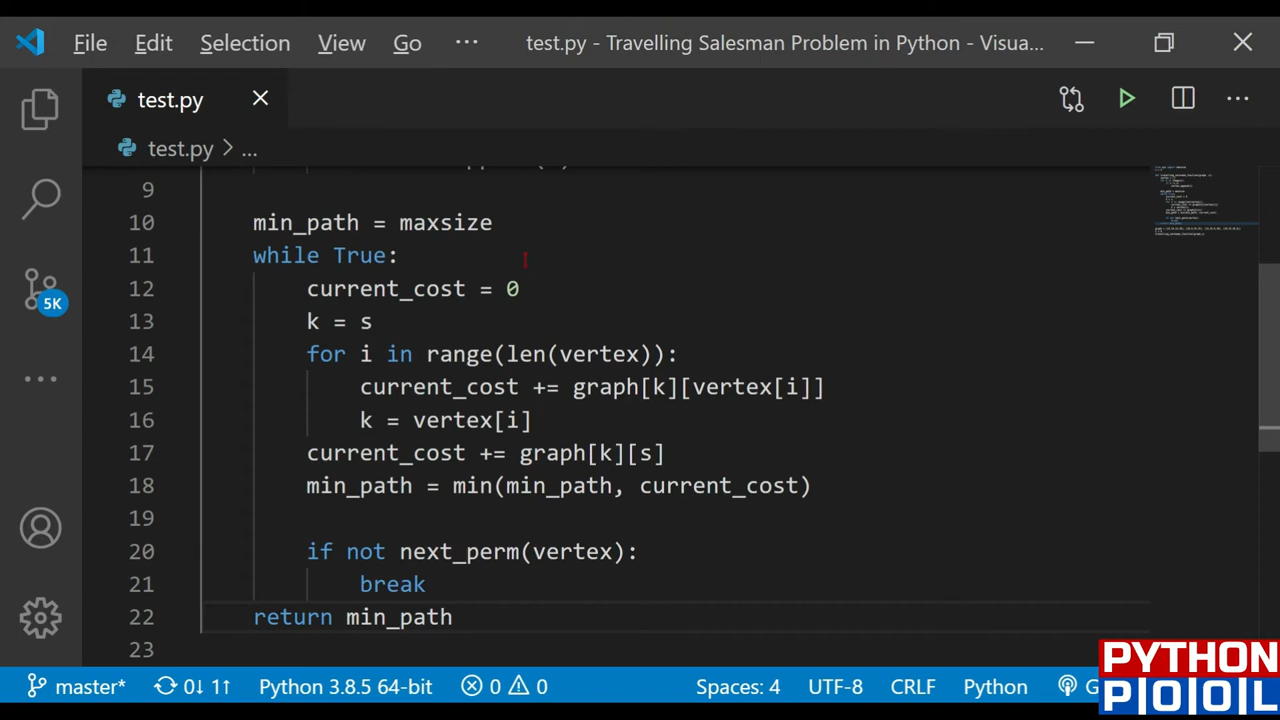 File Edit Selection View Go ··· test.py - Travelling Salesman Problem in Python - Visua...
test.py
test.py > ...
9
10 min_path = maxsize
11 while True:
12 current_cost = 0
13 k = s
14 for i in range(len(vertex)):
15 current_cost += graph[k][vertex[i]]
16 k = vertex[i]
17 current_cost += graph[k][s]
18 min_path = min(min_path, current_cost)
19
20 if not next_perm(vertex):
21 break
22 return min_path
23
5K
master* 0↓ 1↑ Python 3.8.5 64-bit 0 0 Spaces: 4 UTF-8 CRLF Python G
PYTHON
POOL